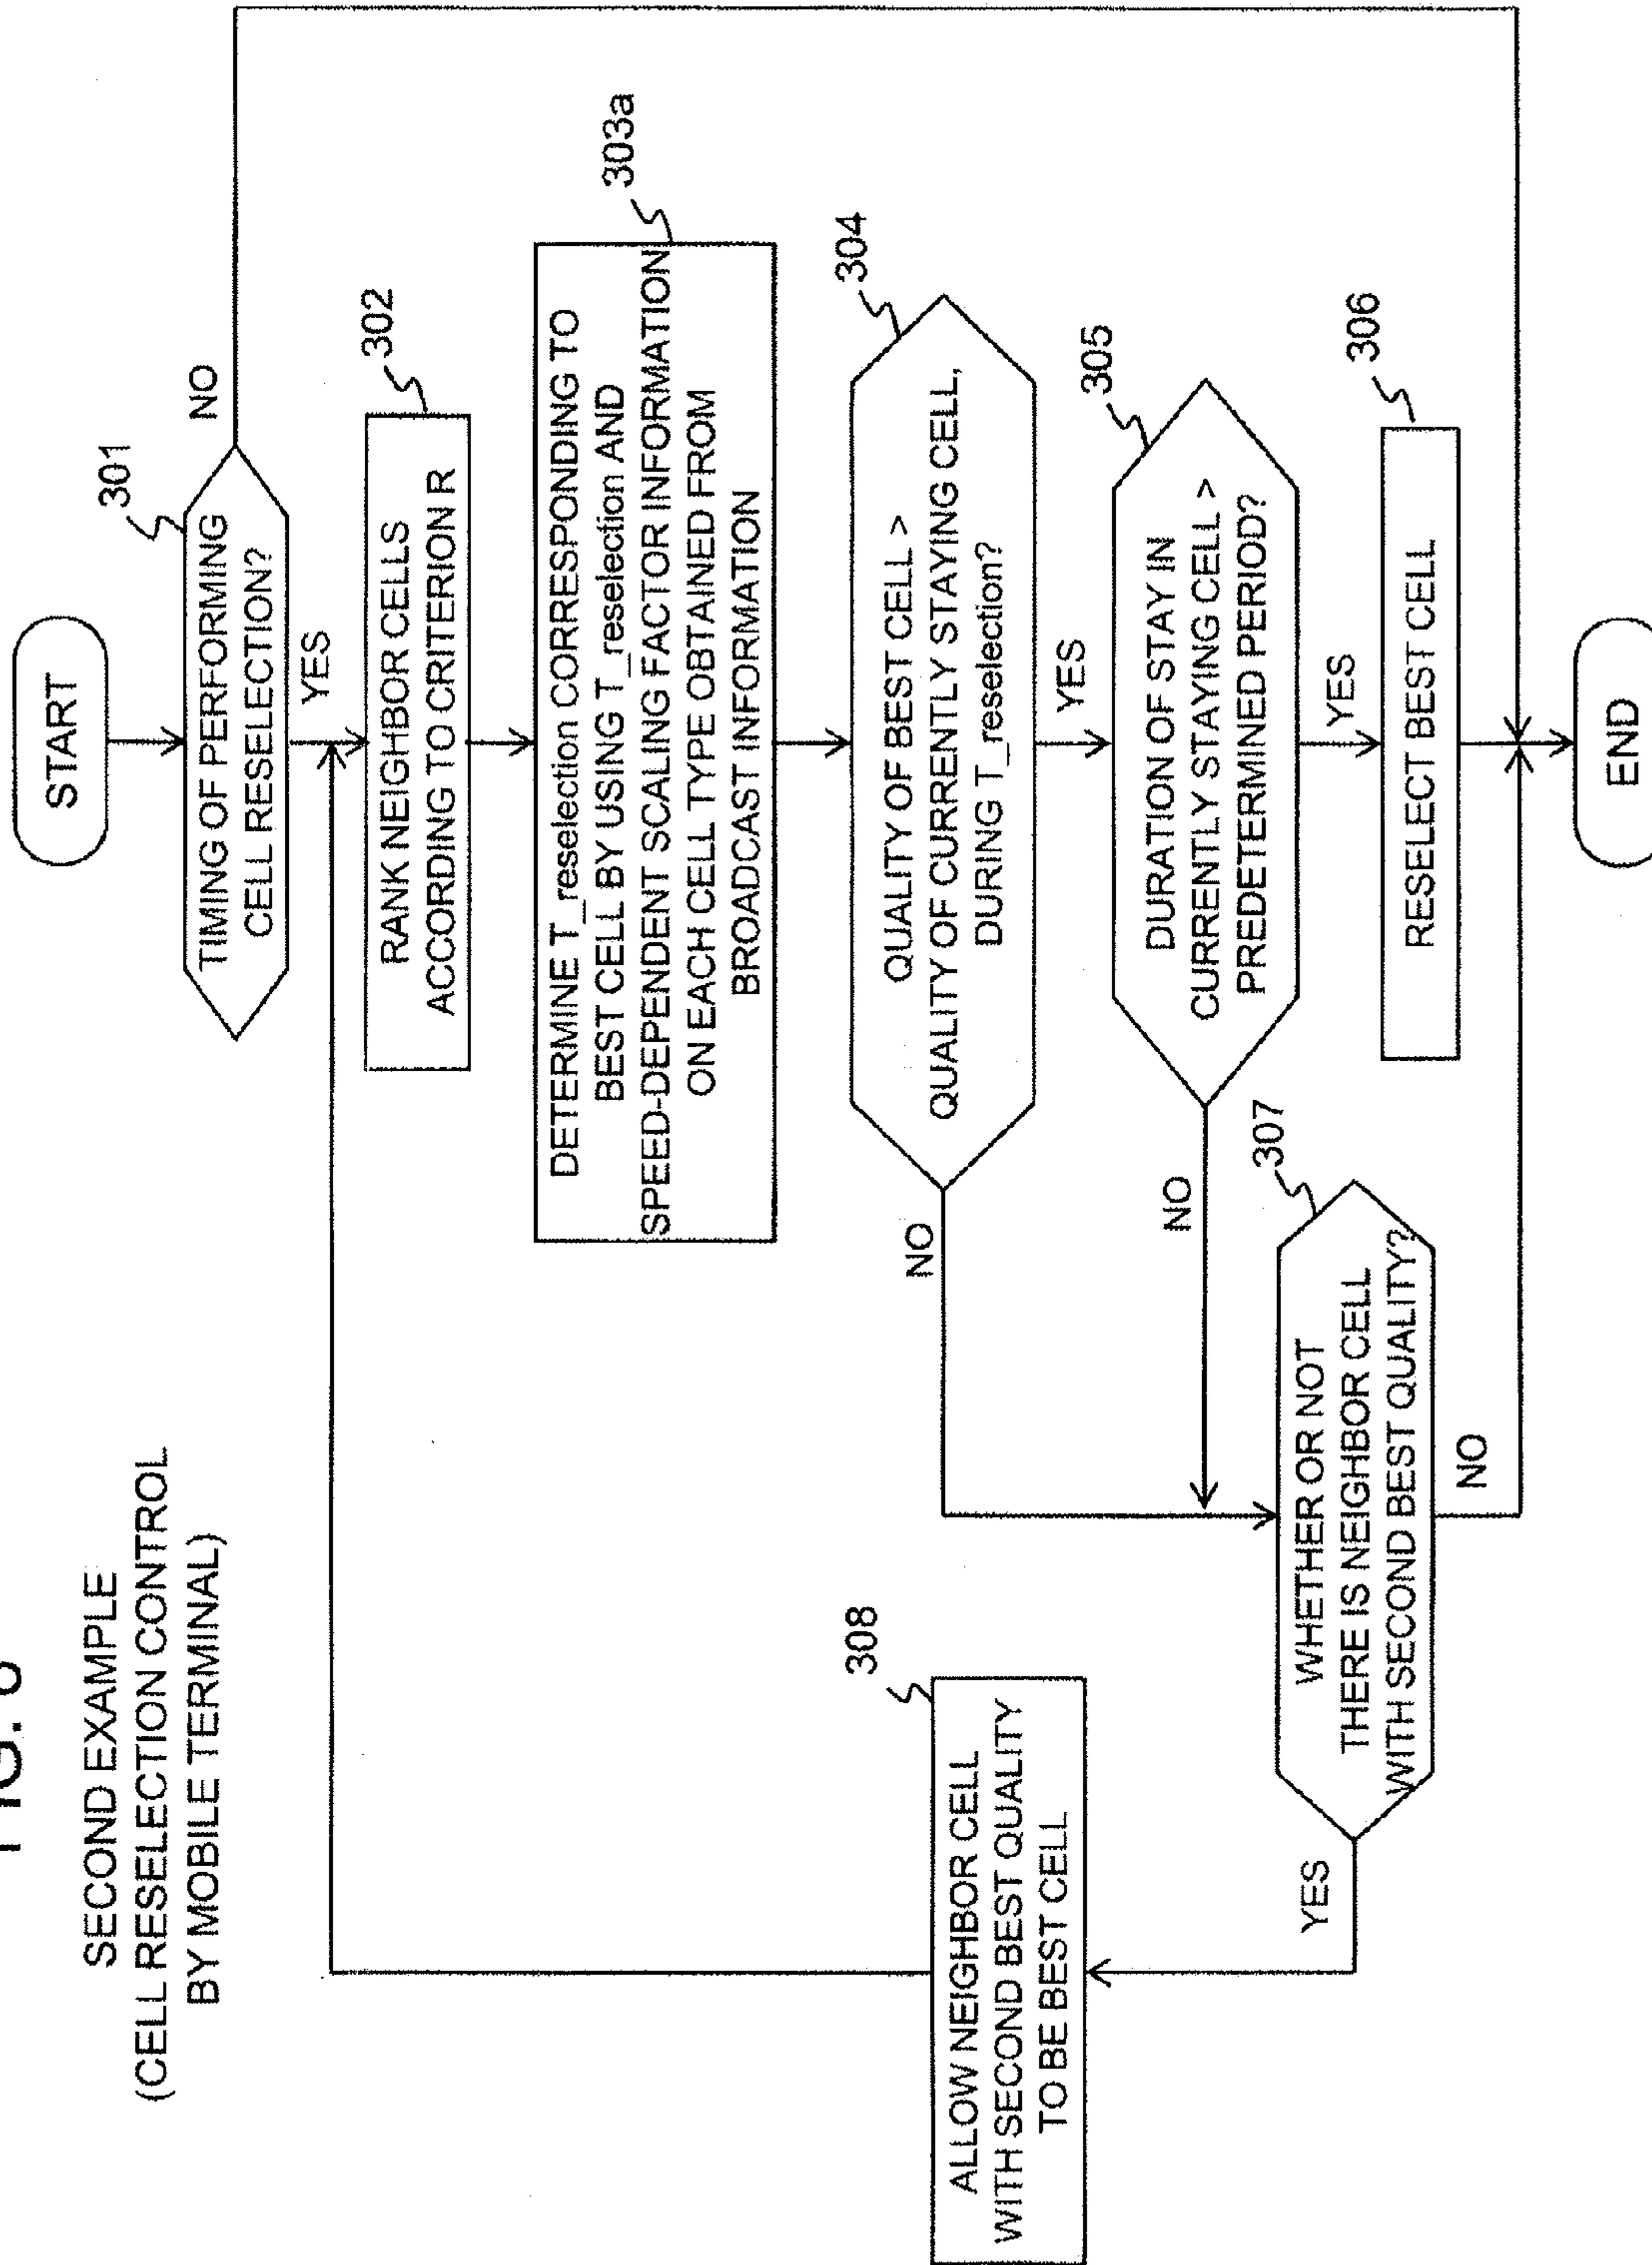 FIG.
SECOND EXAMPLE
(CELL RESELECTION CONTROL
BY MOBILE TERMINAL)
START
301
TIMING OF PERFORMING
CELL RESELECTION?
NO
YES
302
RANK NEIGHBOR CELLS
ACCORDING TO CRITERION R
303a
DETERMINE T_reselection CORRESPONDING TO
BEST CELL BY USING T_reselection AND
SPEED-DEPENDENT SCALING FACTOR INFORMATION
ON EACH CELL TYPE OBTAINED FROM
BROADCAST INFORMATION
304
QUALITY OF BEST CELL >
QUALITY OF CURRENTLY STAYING CELL,
DURING T_reselection?
NO
YES
305
DURATION OF STAY IN
CURRENTLY STAYING CELL >
PREDETERMINED PERIOD?
NO
YES
306
RESELECT BEST CELL
307
WHETHER OR NOT
THERE IS NEIGHBOR CELL
WITH SECOND BEST QUALITY?
YES
NO
308
ALLOW NEIGHBOR CELL
WITH SECOND BEST QUALITY
TO BE BEST CELL
END